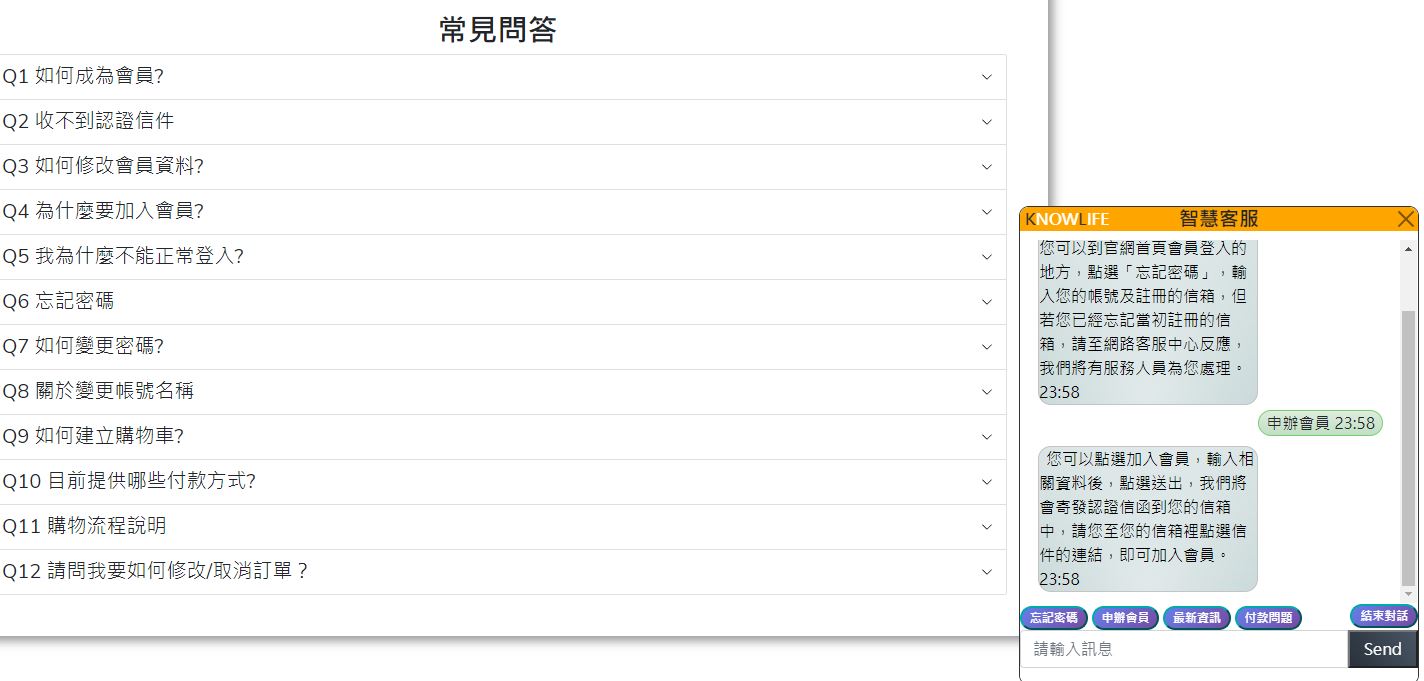 常見問答
Q1 如何成為會員?
Q2 收不到認證信件
Q3 如何修改會員資料?
Q4 為什麼要加入會員?
Q5 我為什麼不能正常登入?
Q6 忘記密碼
Q7 如何變更密碼?
Q8 關於變更帳號名稱
Q9 如何建立購物車?
Q10 目前提供哪些付款方式?
Q11 購物流程說明
Q12 請問我要如何修改/取消訂單？
KNOWLIFE 智慧客服
您可以到官網首頁會員登入的
地方，點選「忘記密碼」，輸
入您的帳號及註冊的信箱，但
若您已經忘記當初註冊的信
箱，請至網路客服中心反應，
我們將有服務人員為您處理。
23:58
申辦會員 23:58
您可以點選加入會員，輸入相
關資料後，點選送出，我們將
會寄發認證信函到您的信箱
中，請您至您的信箱裡點選信
件的連結，即可加入會員。
23:58
忘記密碼 申辦會員 最新資訊 付款問題 結束對話
請輸入訊息 Send